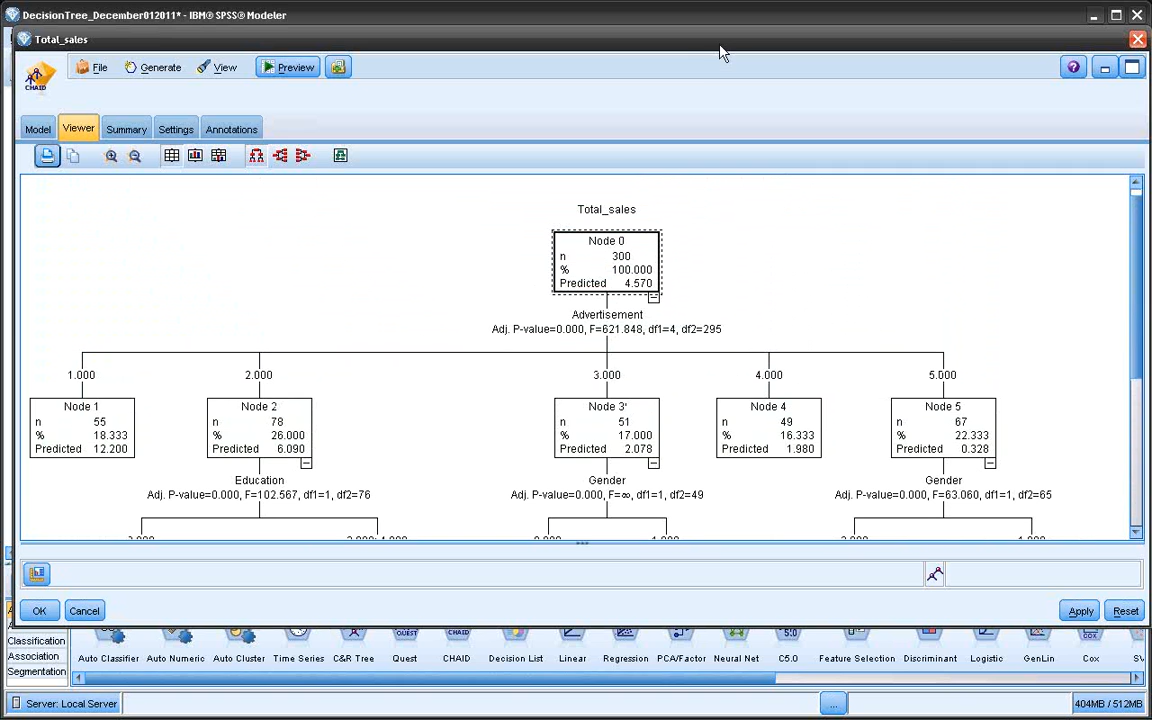 DecisionTree_December012011* - IBM® SPSS® Modeler
Total_sales
CHAID
File Generate View Preview
Model Viewer Summary Settings Annotations
Total_sales
Node 0
n 300
% 100.000
Predicted 4.570
Advertisement
Adj. P-value=0.000, F=621.848, df1=4, df2=295
1.000 2.000 3.000 4.000 5.000
Node 1 Node 2 Node 3 Node 4 Node 5
n 55 n 78 n 51 n 49 n 67
% 18.333 % 26.000 % 17.000 % 16.333 % 22.333
Predicted 12.200 Predicted 6.090 Predicted 2.078 Predicted 1.980 Predicted 0.328
Education Gender Gender
Adj. P-value=0.000, F=102.567, df1=1, df2=76 Adj. P-value=0.000, F=∞, df1=1, df2=49 Adj. P-value=0.000, F=63.060, df1=1, df2=65
OK Cancel Apply Reset
Classification
Association
Segmentation
QUEST CHAID C5.0 COX
Auto Classifier Auto Numeric Auto Cluster Time Series C&R Tree Quest CHAID Decision List Linear Regression PCA/Factor Neural Net C5.0 Feature Selection Discriminant Logistic GenLin Cox
Server: Local Server ... 404MB / 512MB